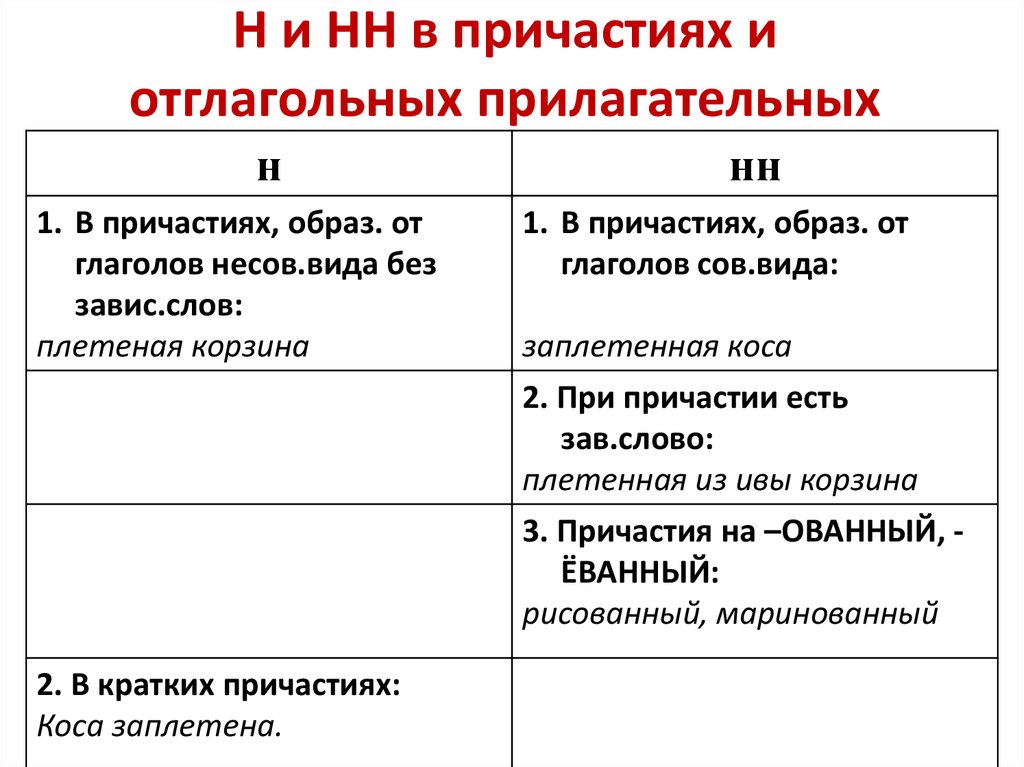 Н и НН в причастиях и
отглагольных прилагательных
Н
НН
1. В причастиях, образ. от
глаголов несов.вида без
завис.слов:
плетеная корзина
1. В причастиях, образ. от
глаголов сов.вида:
заплетенная коса
2. При причастии есть
зав.слово:
плетенная из ивы корзина
3. Причастия на –ОВАННЫЙ, -
ЁВАННЫЙ:
рисованный, маринованный
2. В кратких причастиях:
Коса заплетена.